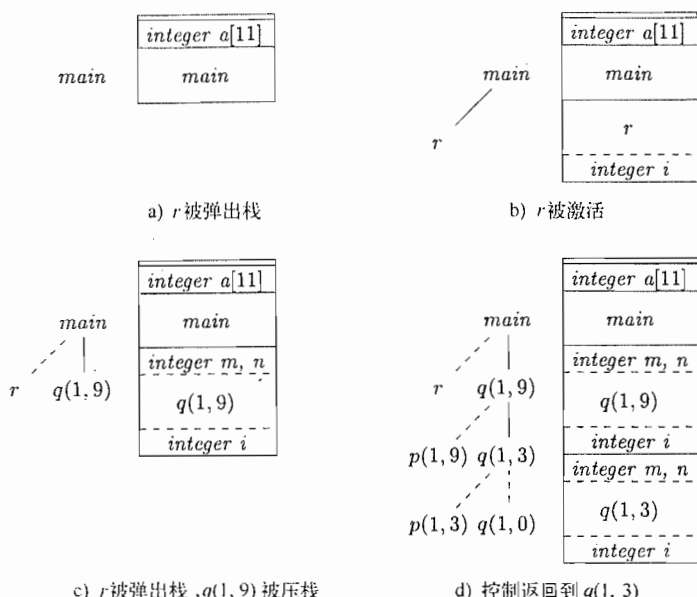 integer a[11]
main
main
a) r被弹出栈
integer a[11]
main
main
r
r
integer i
b) r被激活
integer a[11]
main
main
integer m, n
r q(1,9)
q(1,9)
integer i
c) r被弹出栈,q(1,9)被压栈
integer a[11]
main
main
integer m, n
r q(1,9)
q(1,9)
integer i
p(1,9) q(1,3)
integer m, n
q(1,3)
p(1,3) q(1,0)
integer i
d) 控制返回到q(1,3)